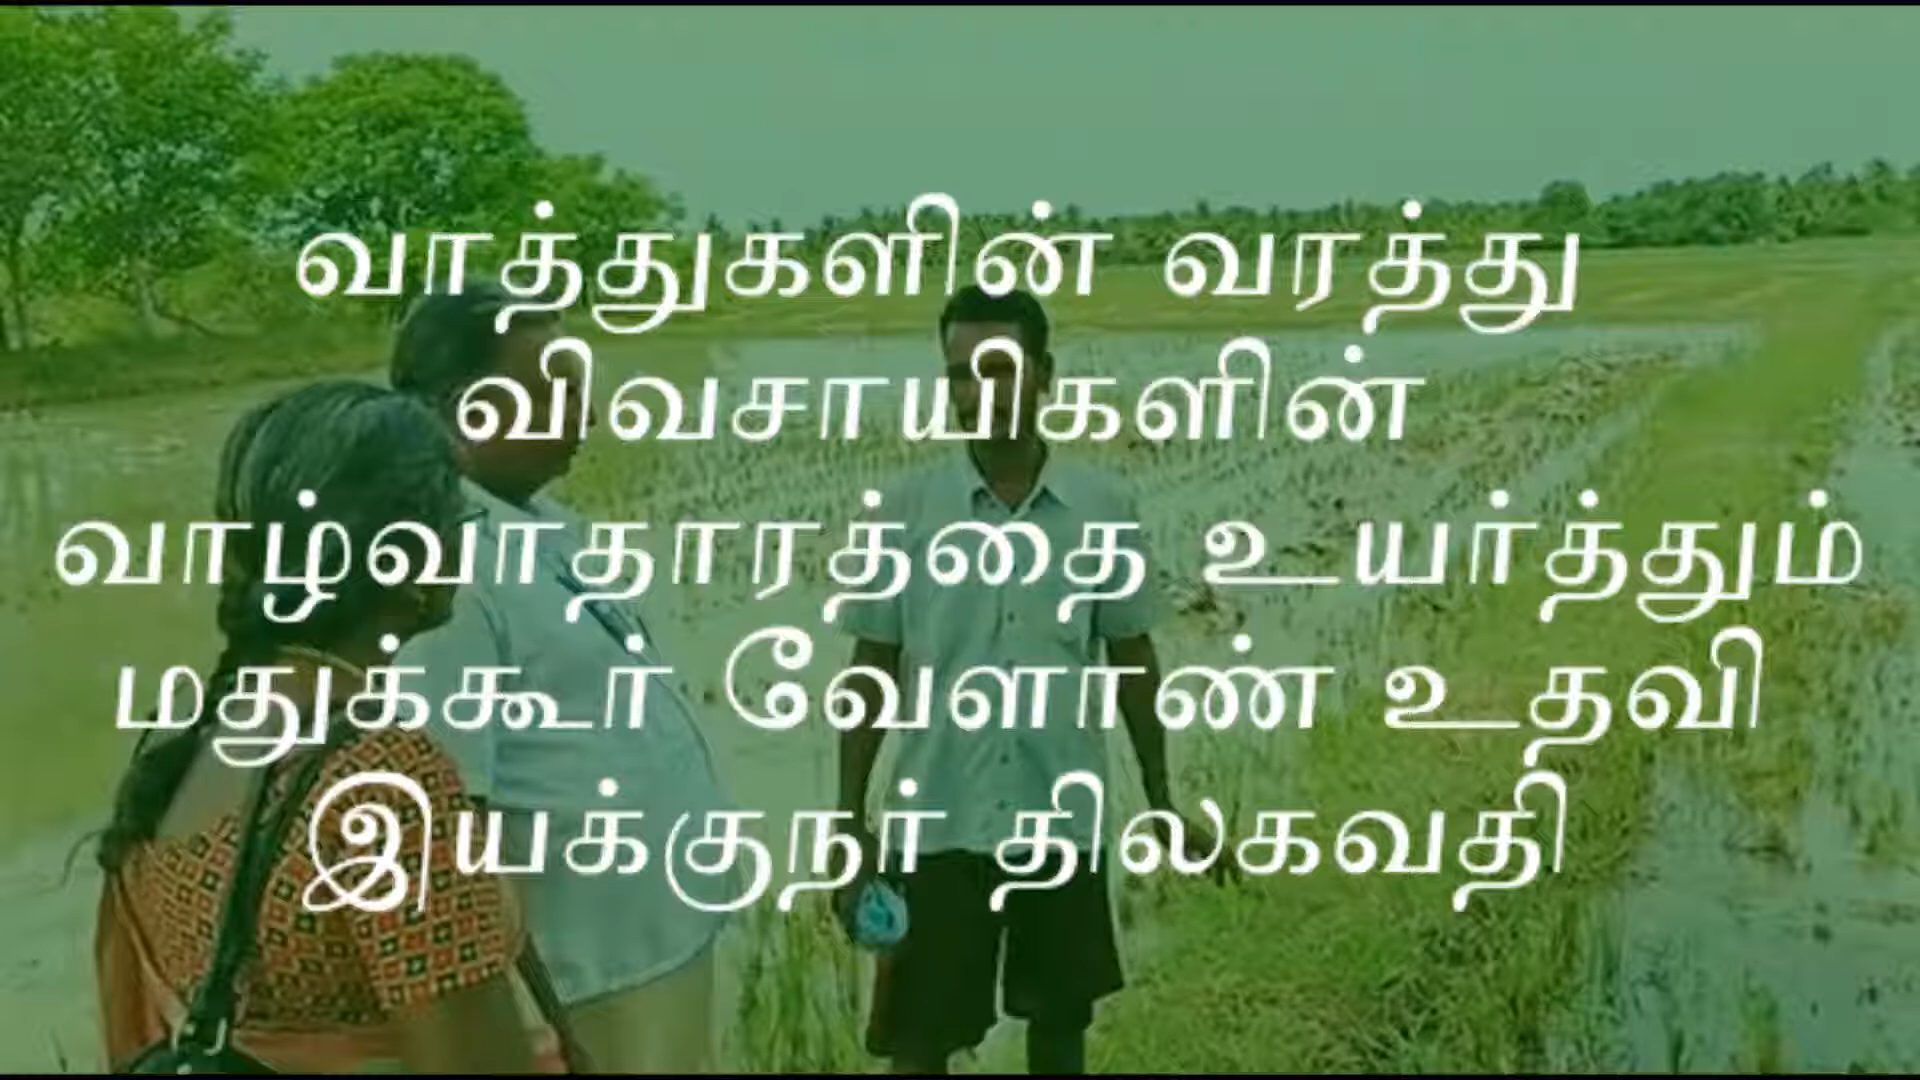 வாத்துகளின் வரத்து
விவசாயிகளின்
வாழ்வாதாரத்தை உயர்த்தும்
மதுக்கூர் வேளாண் உதவி
இயக்குநர் திலகவதி